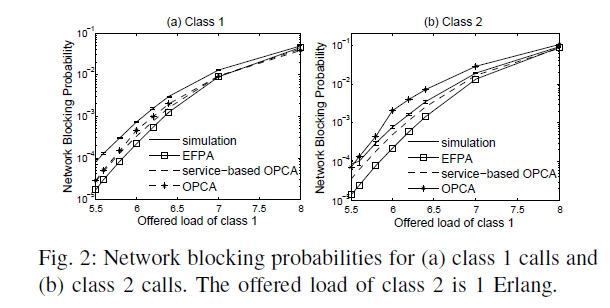 (a) Class 1
Network Blocking Probability
10⁻¹
10⁻²
10⁻³
10⁻⁴
10⁻⁵
simulation
EFPA
service-based OPCA
OPCA
5.5 6 6.5 7 7.5 8
Offered load of class 1
(b) Class 2
Network Blocking Probability
10⁻¹
10⁻²
10⁻³
10⁻⁴
10⁻⁵
simulation
EFPA
service-based OPCA
OPCA
5.5 6 6.5 7 7.5 8
Offered load of class 1
Fig. 2: Network blocking probabilities for (a) class 1 calls and
(b) class 2 calls. The offered load of class 2 is 1 Erlang.